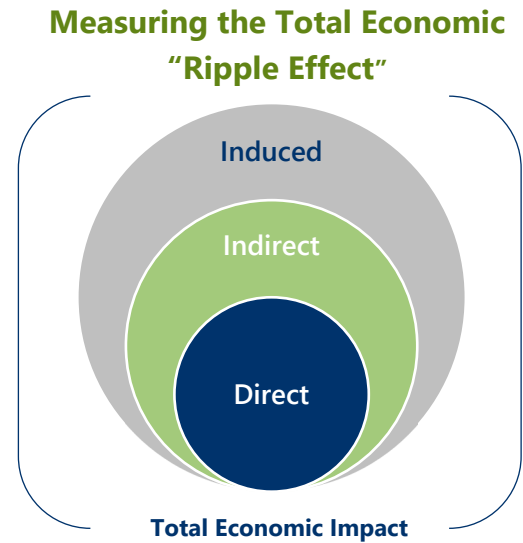 Measuring the Total Economic
“Ripple Effect”
Induced
Indirect
Direct
Total Economic Impact